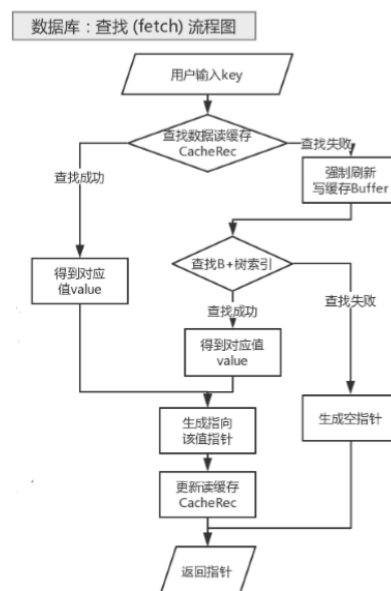 数据库：查找 (fetch) 流程图
用户输入key
查找数据读缓存
CacheRec
查找失败
查找成功
强制刷新
写缓存Buffer
得到对应
值value
查找B+树索引
查找成功
查找失败
得到对应值
value
生成指向
该值指针
生成空指针
更新读缓存
CacheRec
返回指针